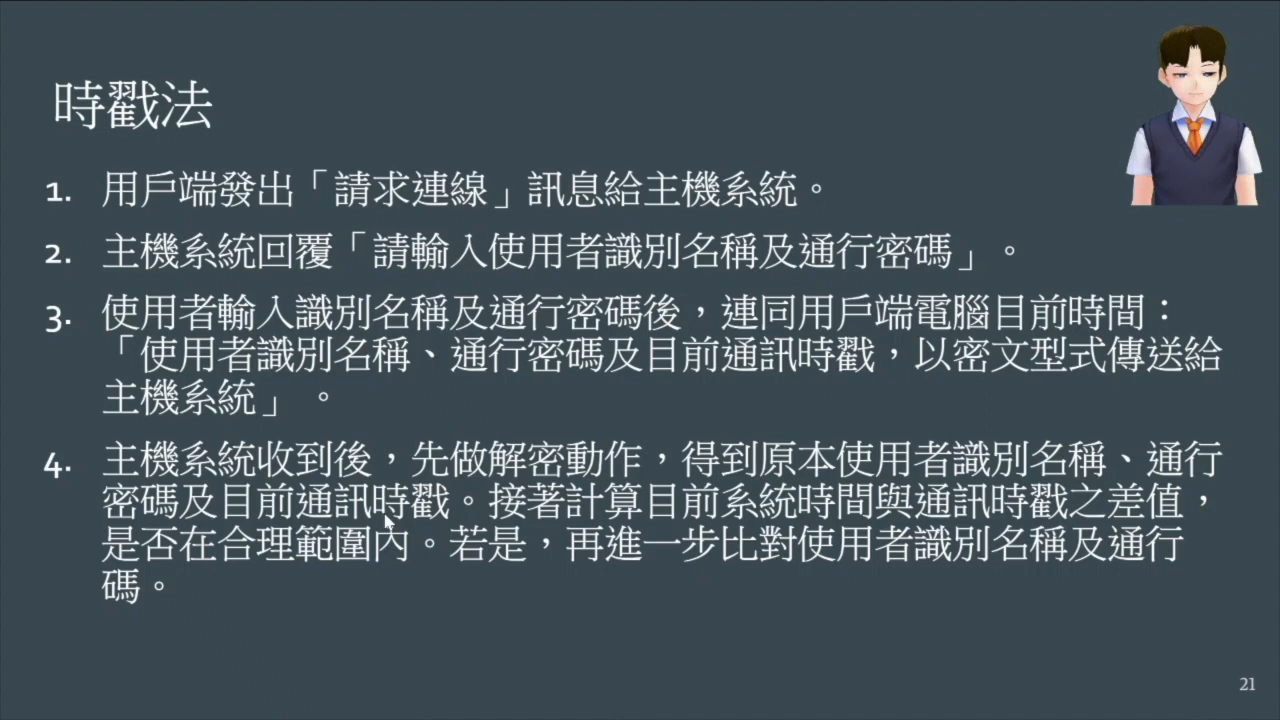 時戳法
1. 用戶端發出「請求連線」訊息給主機系統。
2. 主機系統回覆「請輸入使用者識別名稱及通行密碼」。
3. 使用者輸入識別名稱及通行密碼後，連同用戶端電腦目前時間：
「使用者識別名稱、通行密碼及目前通訊時戳，以密文型式傳送給
主機系統」 。
4. 主機系統收到後，先做解密動作，得到原本使用者識別名稱、通行
密碼及目前通訊時戳。接著計算目前系統時間與通訊時戳之差值，
是否在合理範圍內。若是，再進一步比對使用者識別名稱及通行
碼。
21